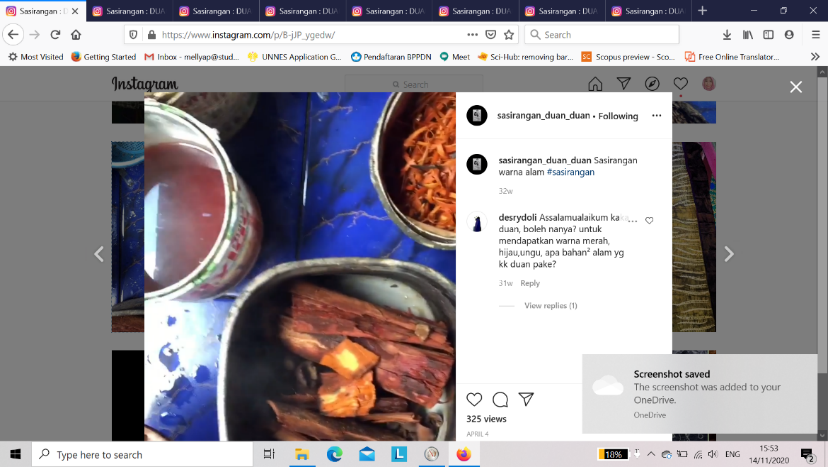 Sasirangan : D
Sasirangan : DUA
Sasirangan : DUA
Sasirangan : DUA
Sasirangan : DUA
Sasirangan : DUA
Sasirangan : DUA
Sasirangan : DUA
https://www.instagram.com/p/B-jJP_ygedw/
Search
Most Visited
Getting Started
Inbox - mellyap@stud...
UNNES Application G...
Pendaftaran BPPDN
Meet
Sci-Hub: removing bar...
Scopus preview - Sco...
Free Online Translator...
Instagram
Search
sasirangan_duan_duan • Following
sasirangan_duan_duan Sasirangan
warna alam #sasirangan
32w
desrydoli Assalamualaikum kaka
duan, boleh nanya? untuk
mendapatkan warna merah,
hijau,ungu, apa bahan² alam yg
kk duan pake?
31w Reply
View replies (1)
325 views
APRIL 4
Screenshot saved
The screenshot was added to your
OneDrive.
OneDrive
Type here to search
18%
ENG
15:53
14/11/2020
2